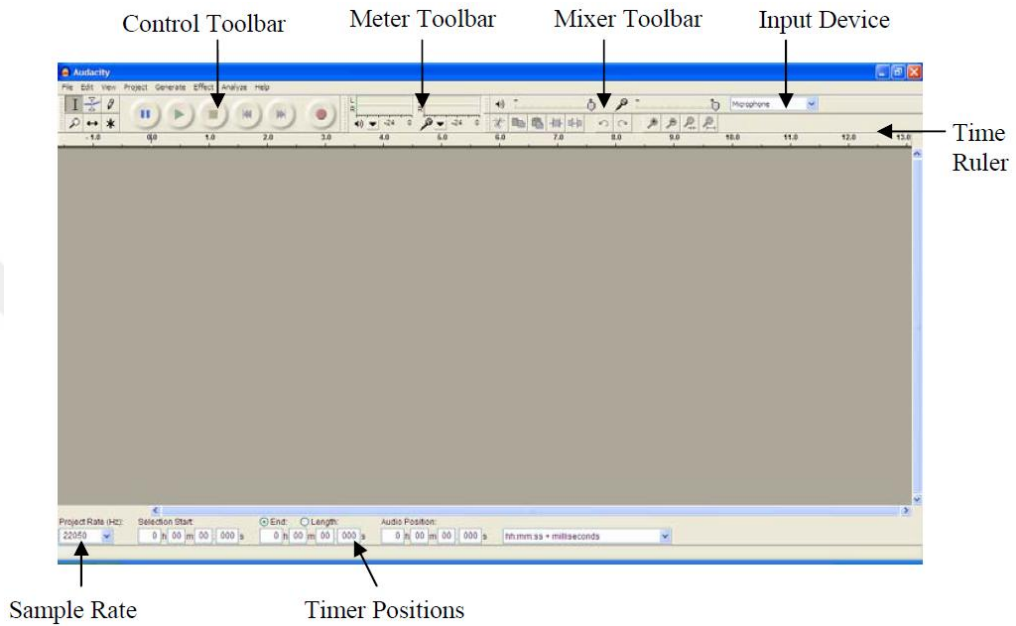 Control Toolbar Meter Toolbar Mixer Toolbar Input Device
Audacity
File Edit View Project Generate Effect Analyze Help
L
R
Microphone
-24 0 -24 0
- 1.0 0.0 1.0 2.0 3.0 4.0 5.0 6.0 7.0 8.0 9.0 10.0 11.0 12.0 13.0
Time
Ruler
Project Rate (Hz): Selection Start: End: Length: Audio Position:
22050 0 h 00 m 00 . 000 s 0 h 00 m 00 . 000 s 0 h 00 m 00 . 000 s hh:mm:ss + milliseconds
Sample Rate Timer Positions